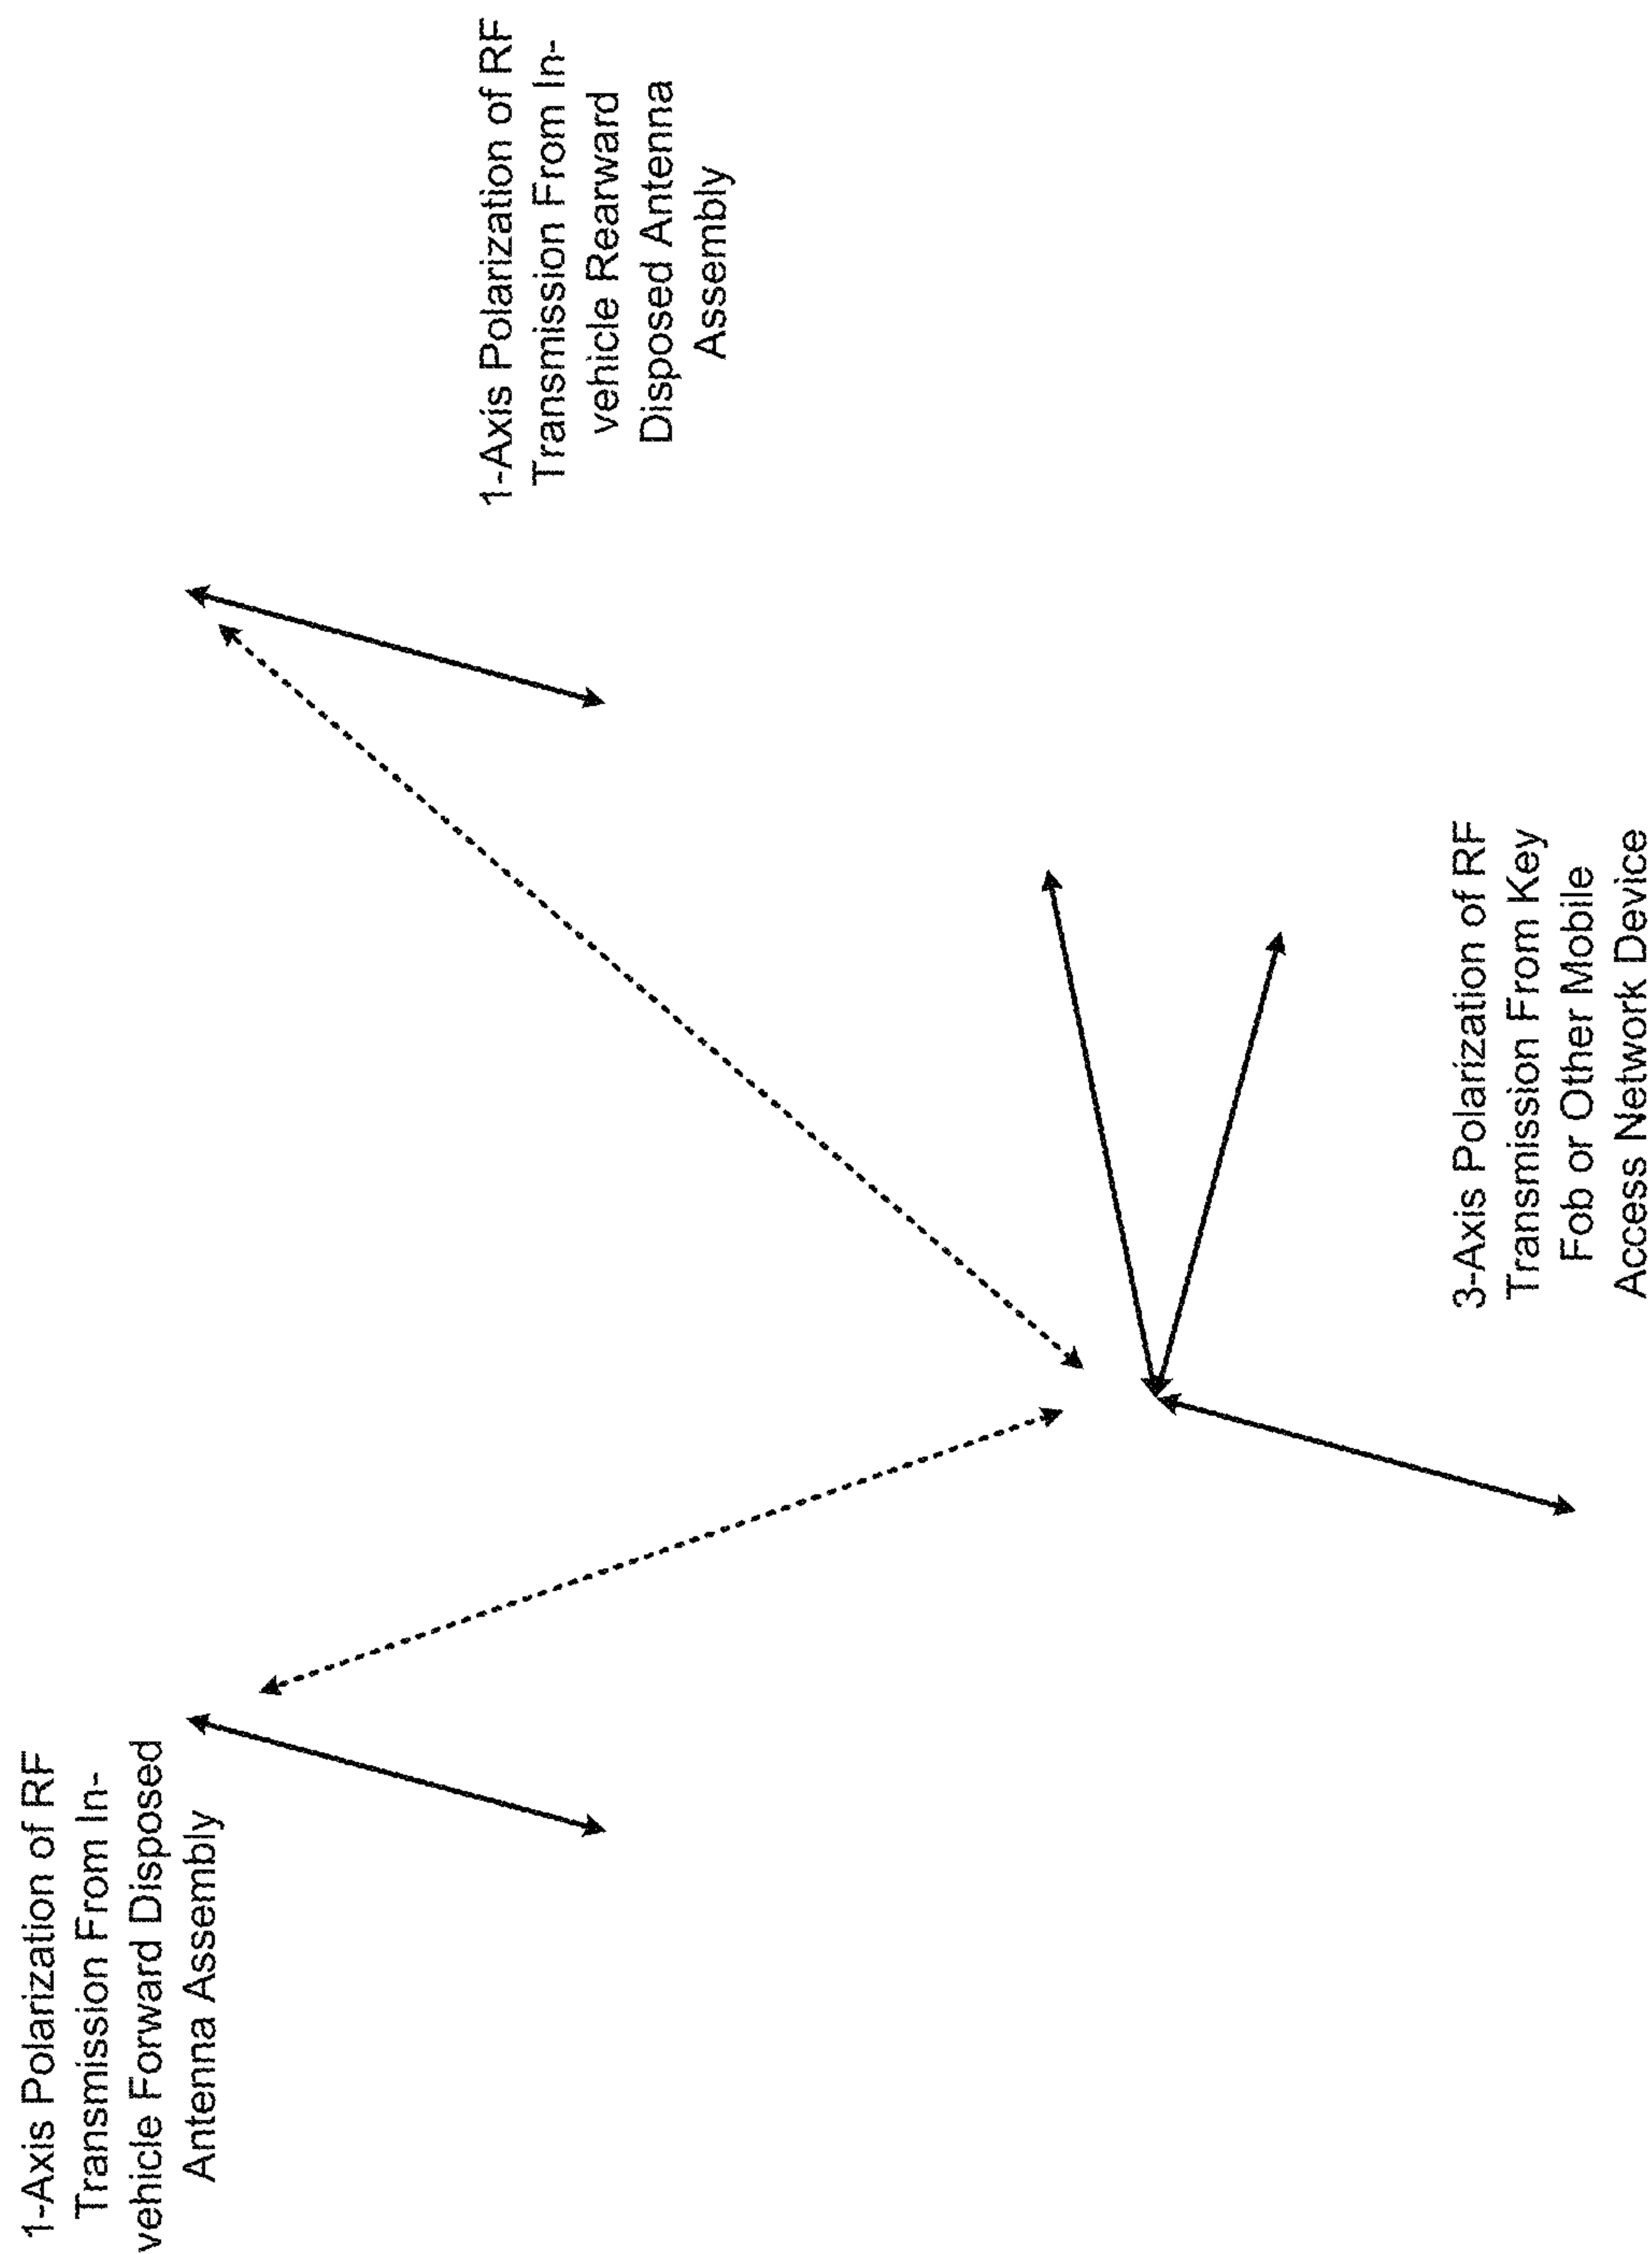 1-Axis Polarization of RF
Transmission From In-
vehicle Forward Disposed
Antenna Assembly
1-Axis Polarization of RF
Transmission From In-
vehicle Rearward
Disposed Antenna
Assembly
3-Axis Polarization of RF
Transmission From Key
Fob or Other Mobile
Access Network Device